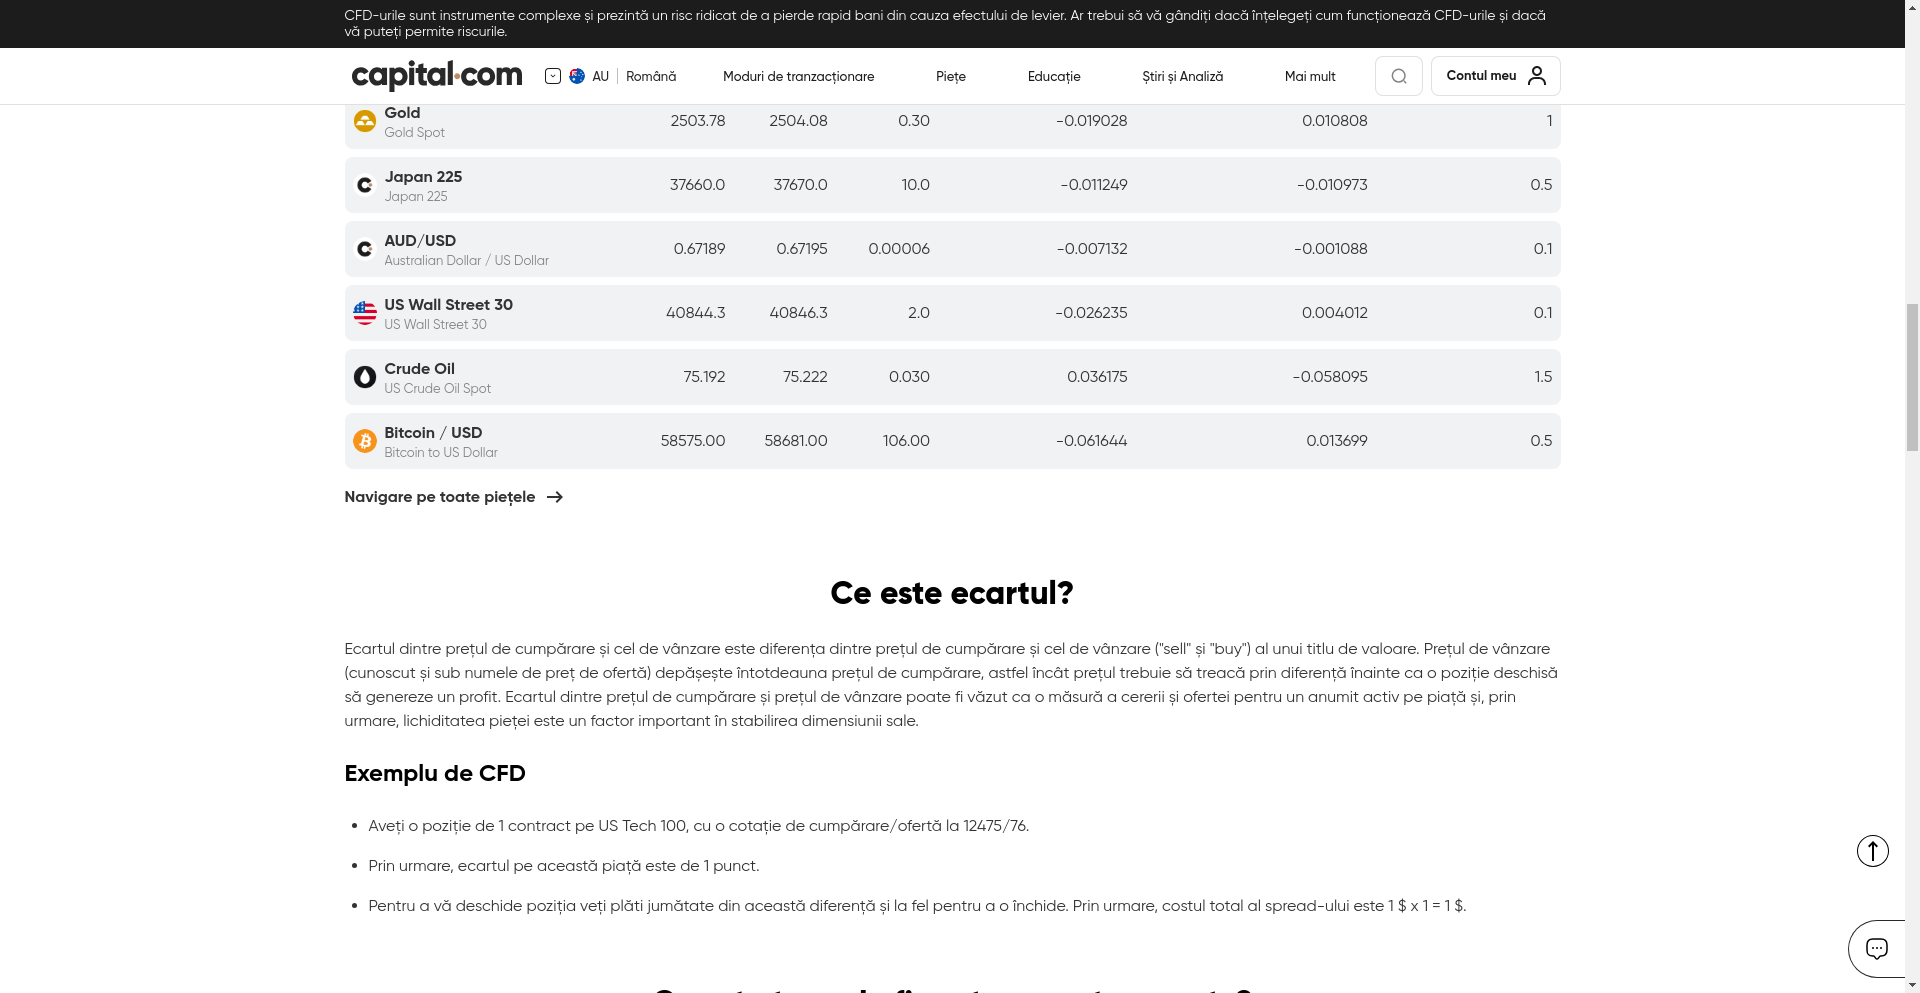 CFD-urile sunt instrumente complexe și prezintă un risc ridicat de a pierde rapid bani din cauza efectului de levier. Ar trebui să vă gândiți dacă înțelegeți cum funcționează CFD-urile și dacă
vă puteți permite riscurile.
capital.com
AU
Română
Moduri de tranzacționare
Piețe
Educație
Știri și Analiză
Mai mult
Contul meu
Gold
Gold Spot
2503.78 2504.08 0.30 -0.019028 0.010808 1
Japan 225
Japan 225
37660.0 37670.0 10.0 -0.011249 -0.010973 0.5
AUD/USD
Australian Dollar / US Dollar
0.67189 0.67195 0.00006 -0.007132 -0.001088 0.1
US Wall Street 30
US Wall Street 30
40844.3 40846.3 2.0 -0.026235 0.004012 0.1
Crude Oil
US Crude Oil Spot
75.192 75.222 0.030 0.036175 -0.058095 1.5
Bitcoin / USD
Bitcoin to US Dollar
58575.00 58681.00 106.00 -0.061644 0.013699 0.5
Navigare pe toate piețele
Ce este ecartul?
Ecartul dintre prețul de cumpărare și cel de vânzare este diferența dintre prețul de cumpărare și cel de vânzare ("sell" și "buy") al unui titlu de valoare. Prețul de vânzare
(cunoscut și sub numele de preț de ofertă) depășește întotdeauna prețul de cumpărare, astfel încât prețul trebuie să treacă prin diferență înainte ca o poziție deschisă
să genereze un profit. Ecartul dintre prețul de cumpărare și prețul de vânzare poate fi văzut ca o măsură a cererii și ofertei pentru un anumit activ pe piață și, prin
urmare, lichiditatea pieței este un factor important în stabilirea dimensiunii sale.
Exemplu de CFD
Aveți o poziție de 1 contract pe US Tech 100, cu o cotație de cumpărare/ofertă la 12475/76.
Prin urmare, ecartul pe această piață este de 1 punct.
Pentru a vă deschide poziția veți plăti jumătate din această diferență și la fel pentru a o închide. Prin urmare, costul total al spread-ului este 1 $ x 1 = 1 $.